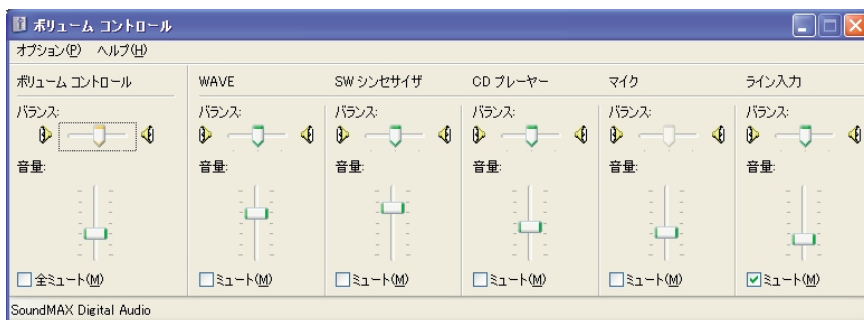 ボリューム コントロール
オプション(P) ヘルプ(H)
ボリューム コントロール WAVE SW シンセサイザ CD プレーヤー マイク ライン入力
バランス: バランス: バランス: バランス: バランス: バランス:
音量: 音量: 音量: 音量: 音量: 音量:
全ミュート(M) ミュート(M) ミュート(M) ミュート(M) ミュート(M) ミュート(M)
SoundMAX Digital Audio